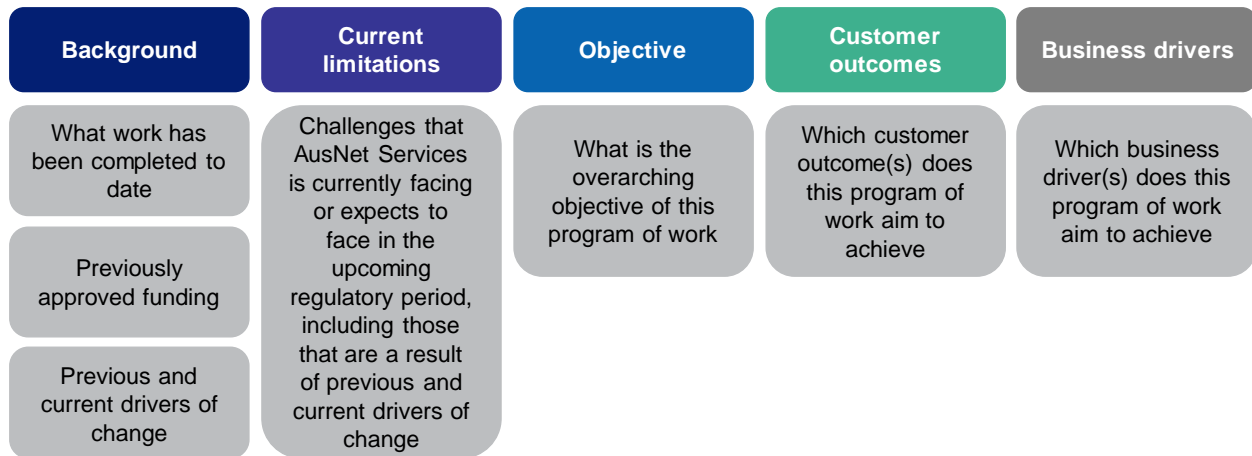 Background
Current
limitations
Objective
Customer
outcomes
Business drivers
What work has
been completed to
date
Previously
approved funding
Previous and
current drivers of
change
Challenges that
AusNet Services
is currently facing
or expects to
face in the
upcoming
regulatory period,
including those
that are a result
of previous and
current drivers of
change
What is the
overarching
objective of this
program of work
Which customer
outcome(s) does
this program of
work aim to
achieve
Which business
driver(s) does this
program of work
aim to achieve